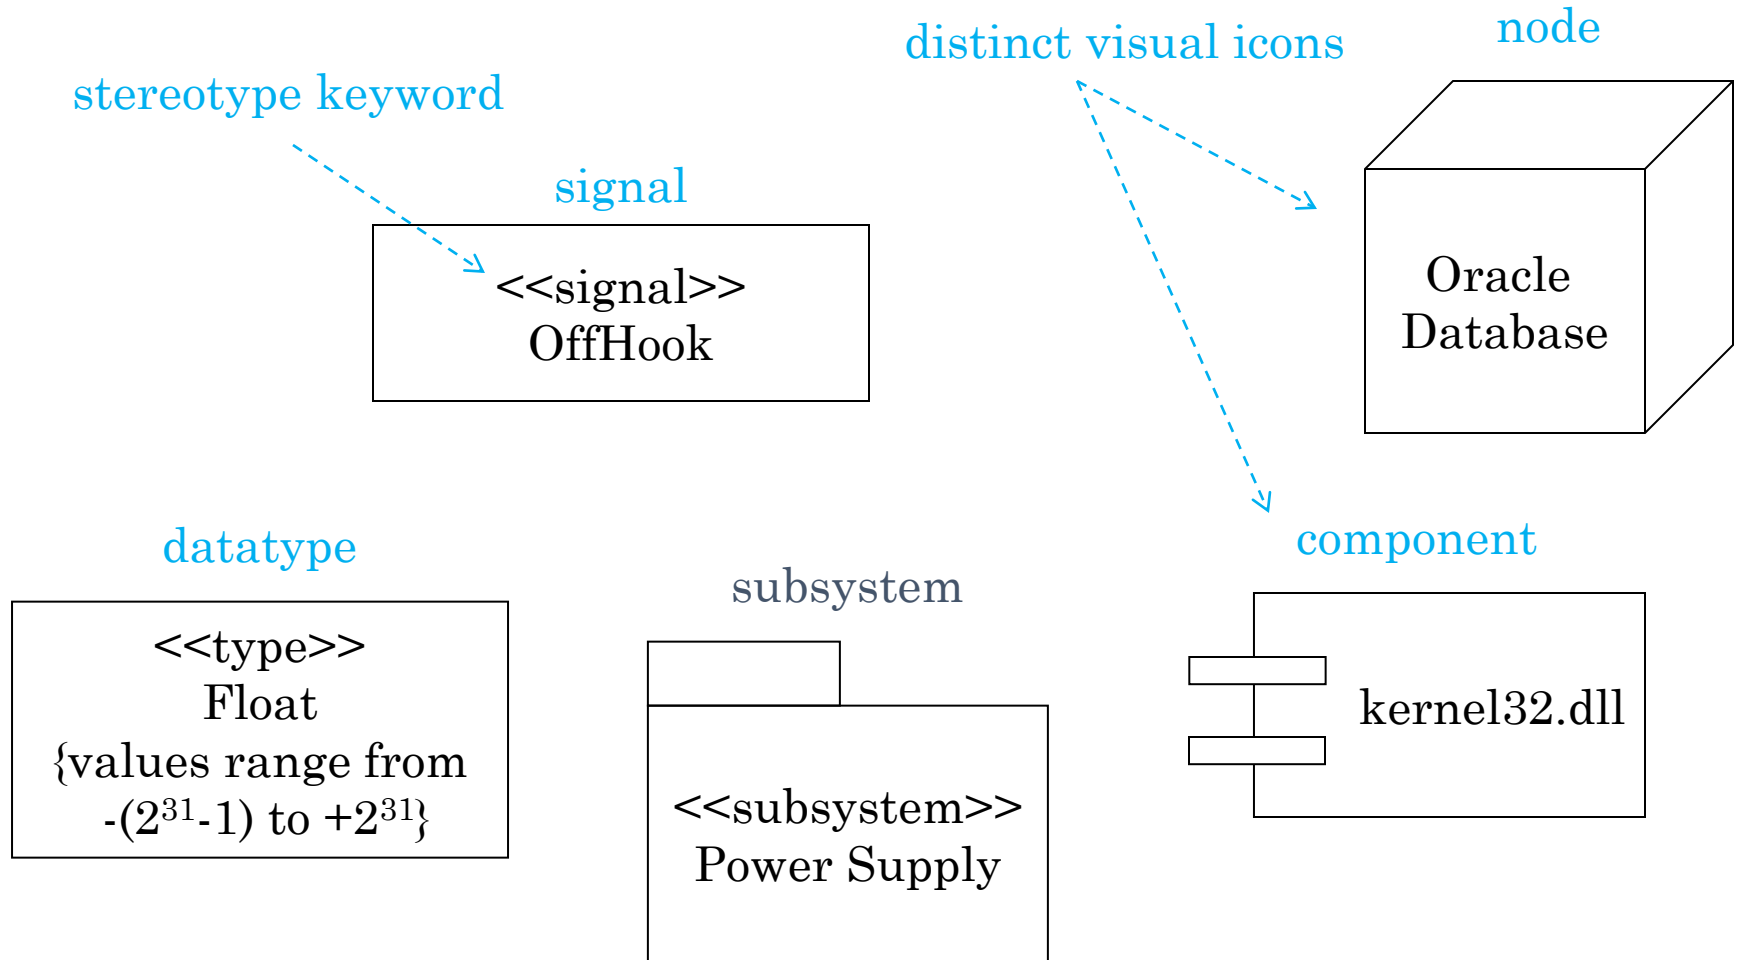 distinct visual icons
node
stereotype keyword
signal
<<signal>>
OffHook
Oracle
Database
datatype
<<type>>
Float
{values range from
-(2³¹-1) to +2³¹}
subsystem
<<subsystem>>
Power Supply
component
kernel32.dll